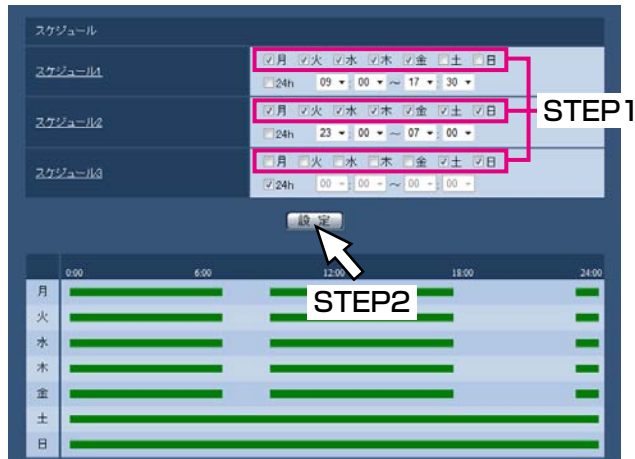 スケジュール
スケジュール1
月 火 水 木 金 土 日
24h 09 : 00 ～ 17 : 30
STEP1
スケジュール2
月 火 水 木 金 土 日
24h 23 : 00 ～ 07 : 00
スケジュール3
月 火 水 木 金 土 日
24h 00 : 00 ～ 00 : 00
設定
STEP2
0:00 6:00 12:00 18:00 24:00
月
火
水
木
金
土
日